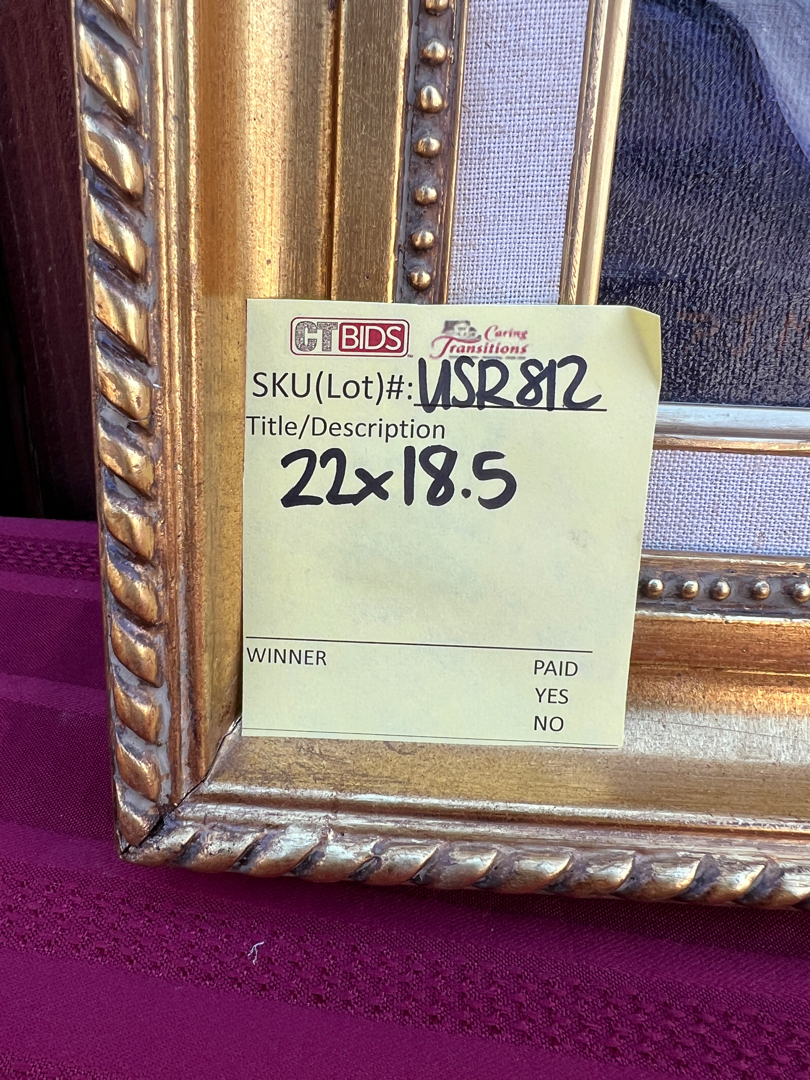 CTBIDS Caring Transitions
SKU(Lot)#: USR812
Title/Description
22x18.5
WINNER
PAID
YES
NO